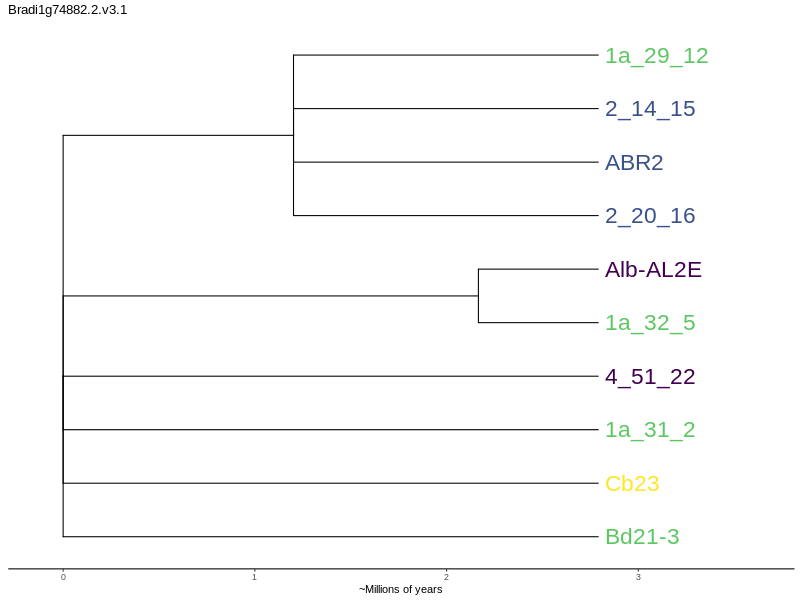 Bradi1g74882.2.v3.1
1a_29_12
2_14_15
ABR2
2_20_16
Alb-AL2E
1a_32_5
4_51_22
1a_31_2
Cb23
Bd21-3
0 1 2 3
~Millions of years